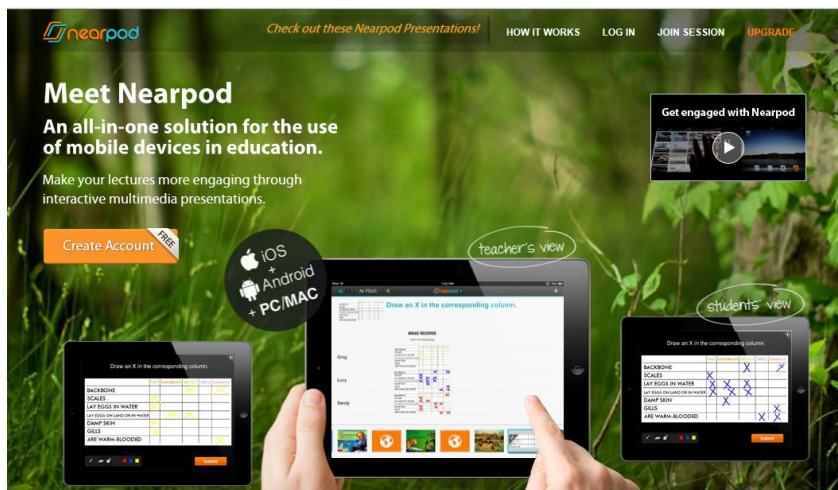 nearpod
Check out these Nearpod Presentations!
HOW IT WORKS
LOG IN
JOIN SESSION
UPGRADE
Meet Nearpod
An all-in-one solution for the use
of mobile devices in education.
Make your lectures more engaging through
interactive multimedia presentations.
Create Account
FREE
Get engaged with Nearpod
iOS
+
Android
+ PC/MAC
teacher's view
students' view
nearpod
Draw an X in the corresponding column.
IMAGE RECEIVED
Greg
Lucy
Sandy
Draw an X in the corresponding column.
BACKBONE
SCALES
LAY EGGS IN WATER
LAY EGGS ON LAND OR IN WATER
DAMP SKIN
GILLS
ARE WARM-BLOODED
Submit
Draw an X in the corresponding column.
BACKBONE
SCALES
LAY EGGS IN WATER
LAY EGGS ON LAND OR IN WATER
DAMP SKIN
GILLS
ARE WARM-BLOODED
Submit